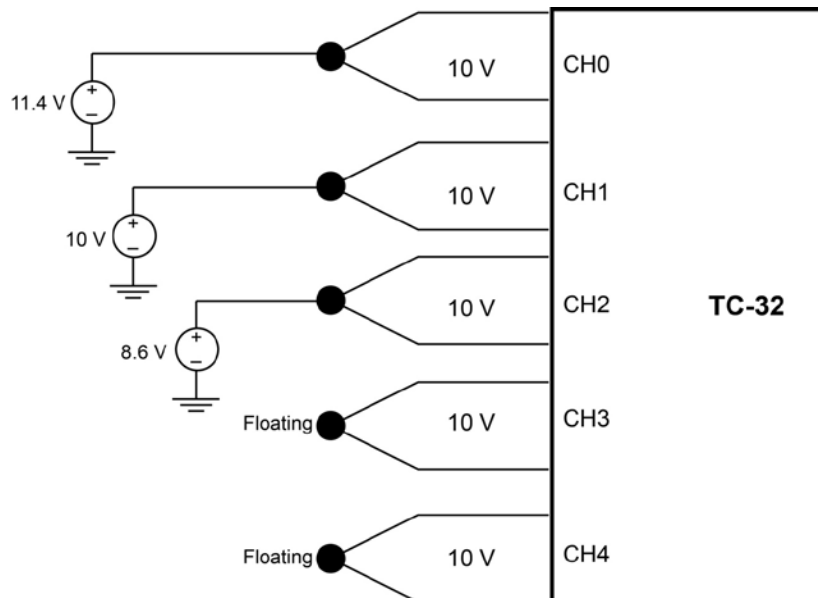 10 V CH0
11.4 V + −
10 V CH1
10 V + −
10 V CH2 TC-32
8.6 V + −
Floating 10 V CH3
Floating 10 V CH4